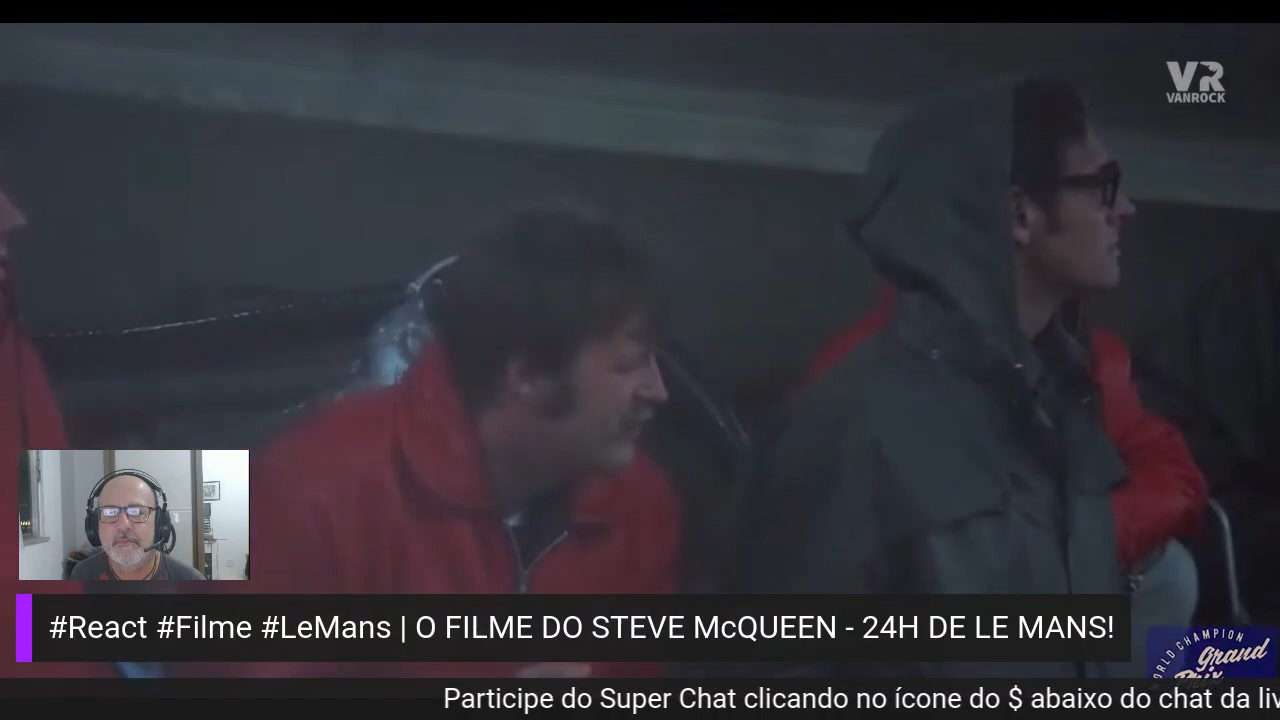 VR
VANROCK
#React #Filme #LeMans | O FILME DO STEVE McQUEEN - 24H DE LE MANS!
WORLD CHAMPION
Grand
Prix
Participe do Super Chat clicando no ícone do $ abaixo do chat da liv